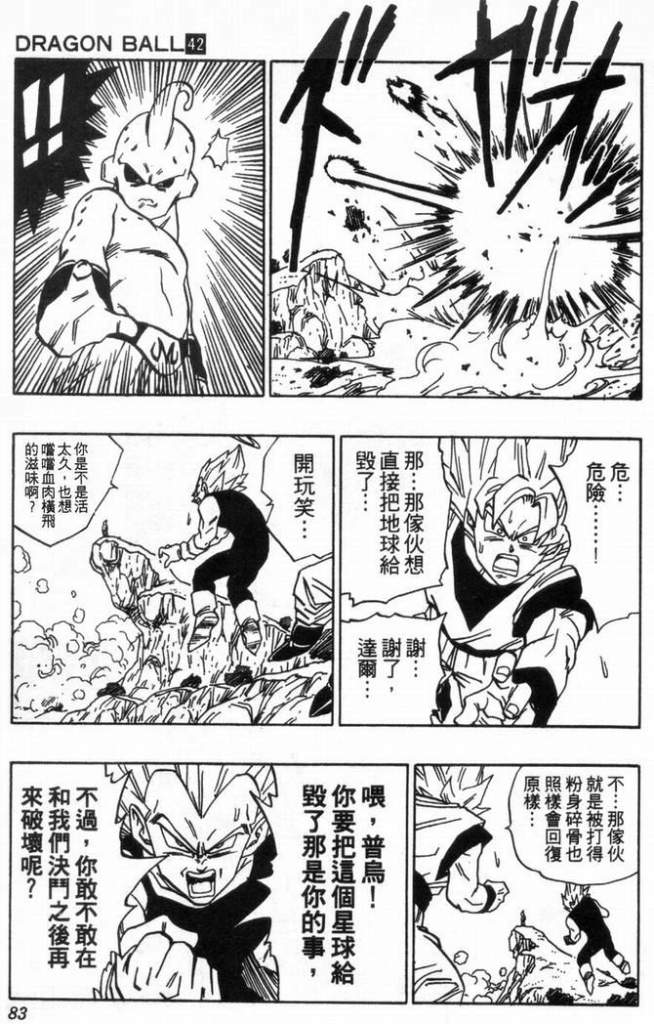 DRAGON BALL 42
!!
危…
危險……!
那…那傢伙想
直接把地球給
毀了…
謝…
謝了，
達爾…
開玩笑…
你是不是活
太久，也想
嚐嚐血肉橫飛
的滋味啊？
不…那傢伙
就是被打得
粉身碎骨也
照樣會回復
原樣…
喂，普烏！
你要把這個星球給
毀了那是你的事，
不過，你敢不敢在
和我們決鬥之後再
來破壞呢？
83